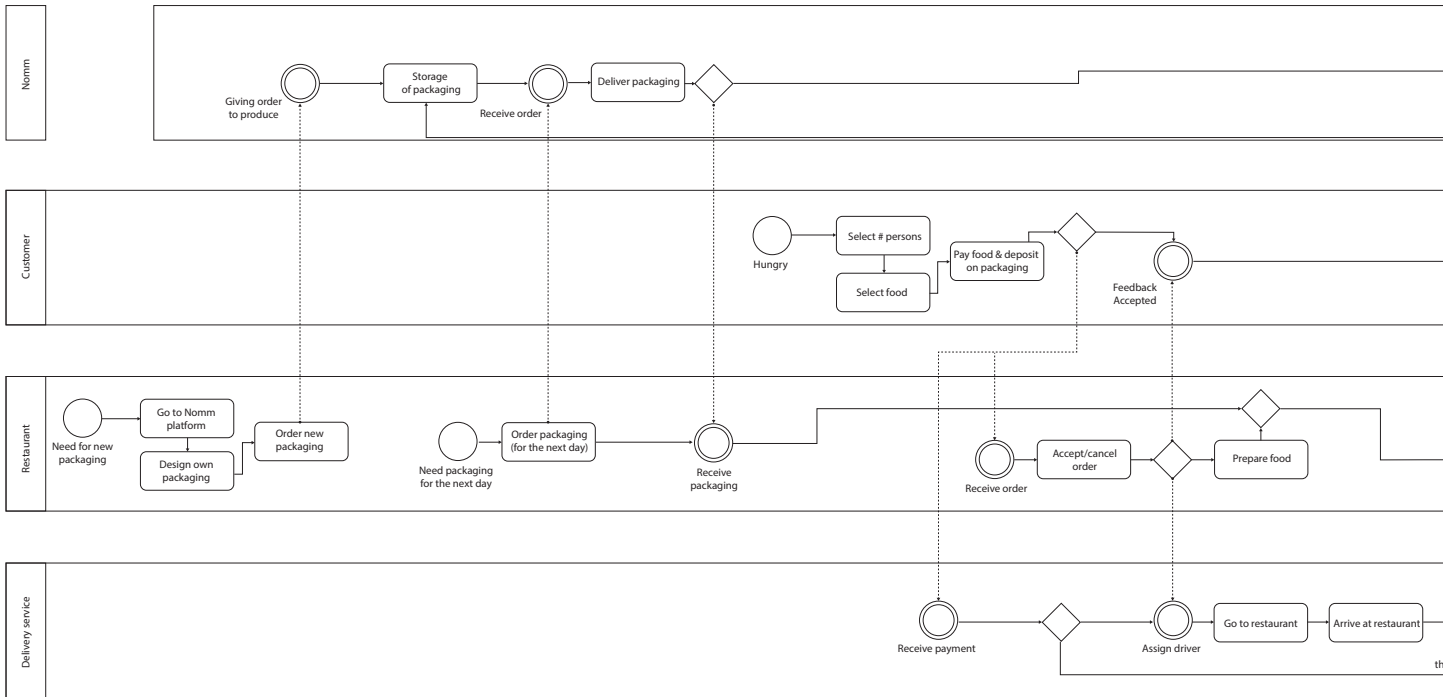 Nomm
Giving order
to produce
Storage
of packaging
Receive order
Deliver packaging
Customer
Hungry
Select # persons
Select food
Pay food & deposit
on packaging
Feedback
Accepted
Restaurant
Need for new
packaging
Go to Nomm
platform
Design own
packaging
Order new
packaging
Need packaging
for the next day
Order packaging
(for the next day)
Receive
packaging
Receive order
Accept/cancel
order
Prepare food
Delivery service
Receive payment
Assign driver
Go to restaurant
Arrive at restaurant
th